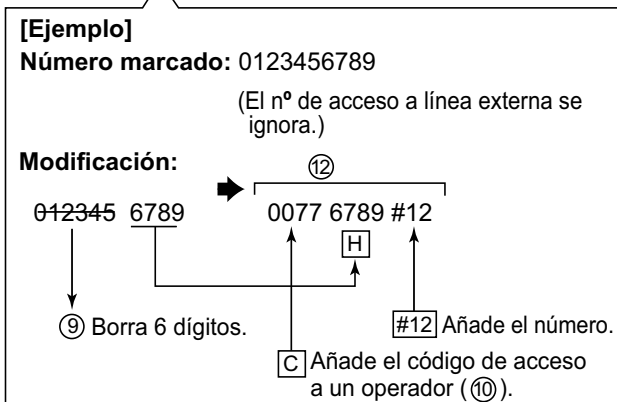 [Ejemplo]
Número marcado: 0123456789
(El nº de acceso a línea externa se
ignora.)
Modificación:
⑫
012345 6789 0077 6789 #12
H
⑨ Borra 6 dígitos.
#12 Añade el número.
C Añade el código de acceso
a un operador (⑩).